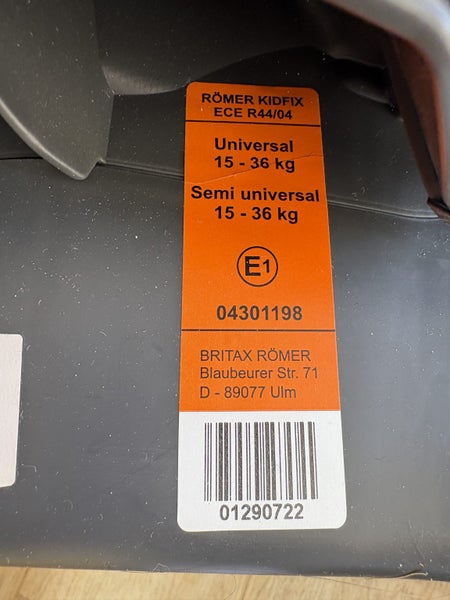 RÖMER KIDFIX
ECE R44/04
Universal
15 - 36 kg
Semi universal
15 - 36 kg
E1
04301198
BRITAX RÖMER
Blaubeurer Str. 71
D - 89077 Ulm
01290722